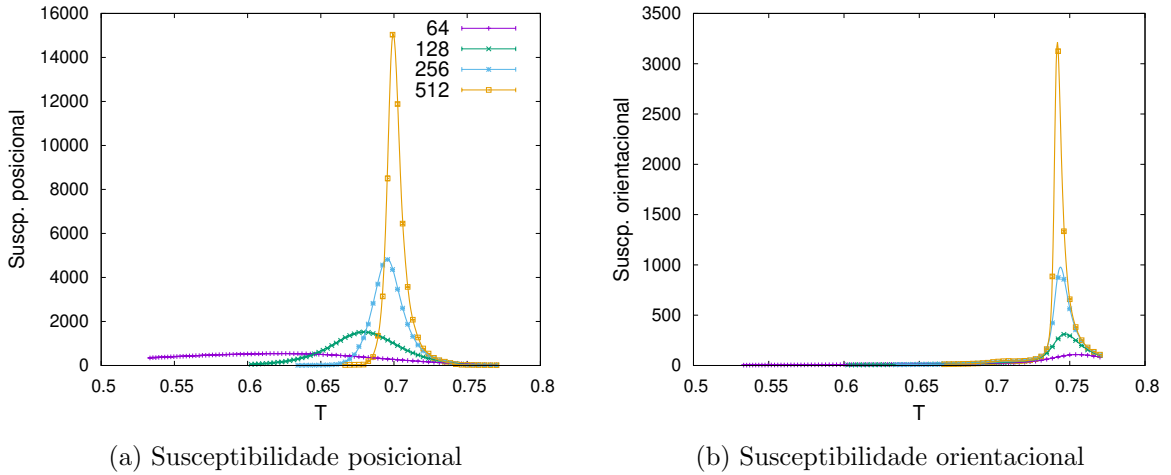 Suscp. posicional
16000
14000
12000
10000
8000
6000
4000
2000
0
0.5 0.55 0.6 0.65 0.7 0.75 0.8
T
64
128
256
512
(a) Susceptibilidade posicional
Suscp. orientacional
3500
3000
2500
2000
1500
1000
500
0
0.5 0.55 0.6 0.65 0.7 0.75 0.8
T
(b) Susceptibilidade orientacional